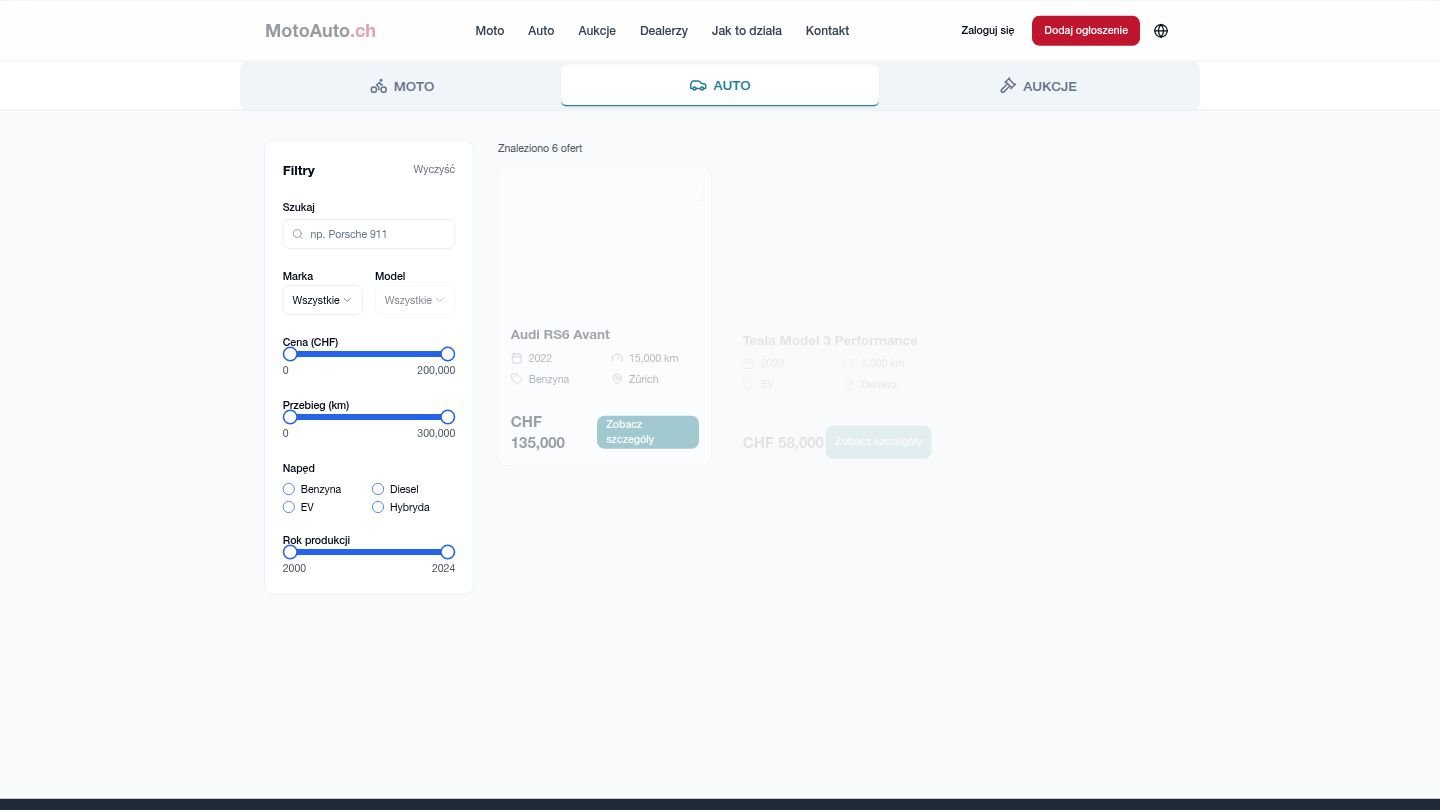 MotoAuto.ch
Moto
Auto
Aukcje
Dealerzy
Jak to działa
Kontakt
Zaloguj się
Dodaj ogłoszenie
MOTO
AUTO
AUKCJE
Filtry
Wyczyść
Szukaj
np. Porsche 911
Marka
Model
Wszystkie
Wszystkie
Cena (CHF)
0
200,000
Przebieg (km)
0
300,000
Napęd
Benzyna
Diesel
EV
Hybryda
Rok produkcji
2000
2024
Znaleziono 6 ofert
Audi RS6 Avant
2022
15,000 km
Benzyna
Zürich
CHF
135,000
Zobacz
szczegóły
Tesla Model 3 Performance
2023
5,000 km
EV
Geneva
CHF 58,000
Zobacz szczegóły